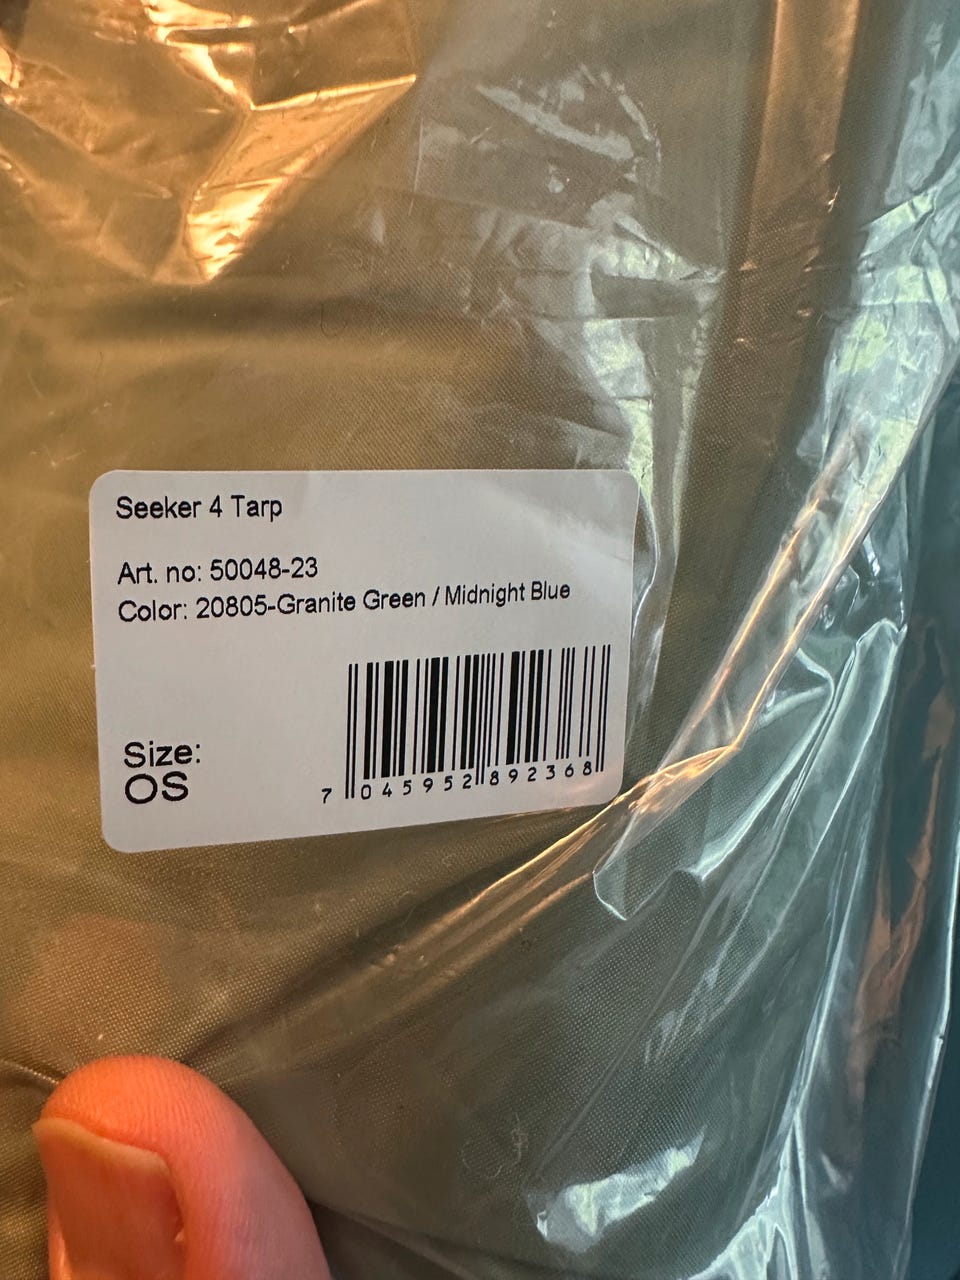 Seeker 4 Tarp
Art. no: 50048-23
Color: 20805-Granite Green / Midnight Blue
Size:
OS
7 045952 892368